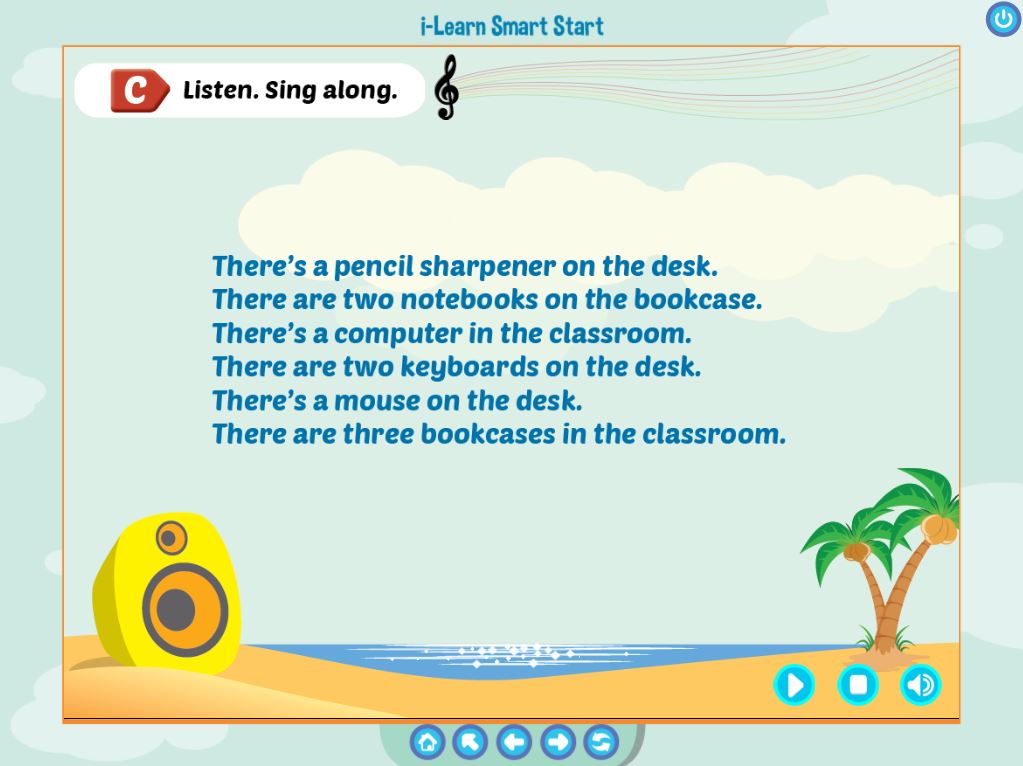 i-Learn Smart Start
C Listen. Sing along.
There's a pencil sharpener on the desk.
There are two notebooks on the bookcase.
There's a computer in the classroom.
There are two keyboards on the desk.
There's a mouse on the desk.
There are three bookcases in the classroom.